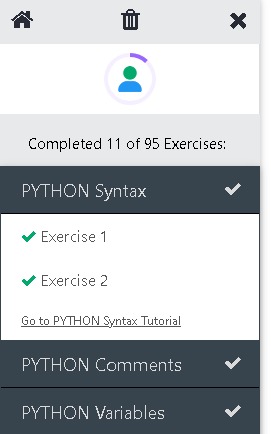 Completed 11 of 95 Exercises:
PYTHON Syntax
Exercise 1
Exercise 2
Go to PYTHON Syntax Tutorial
PYTHON Comments
PYTHON Variables